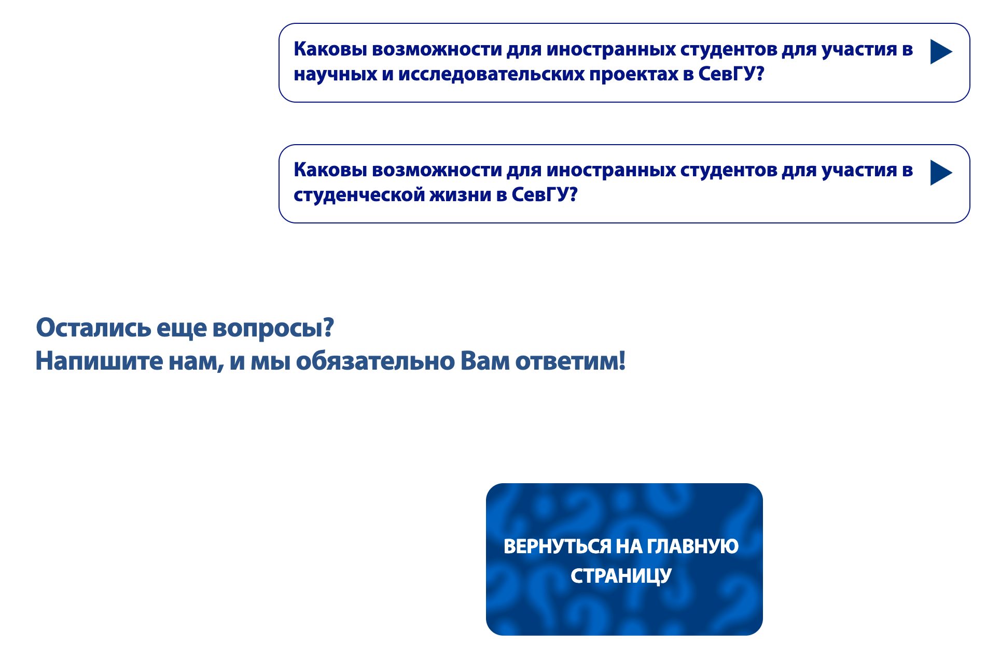 Каковы возможности для иностранных студентов для участия в
научных и исследовательских проектах в СевГУ?
Каковы возможности для иностранных студентов для участия в
студенческой жизни в СевГУ?
Остались еще вопросы?
Напишите нам, и мы обязательно Вам ответим!
ВЕРНУТЬСЯ НА ГЛАВНУЮ
СТРАНИЦУ